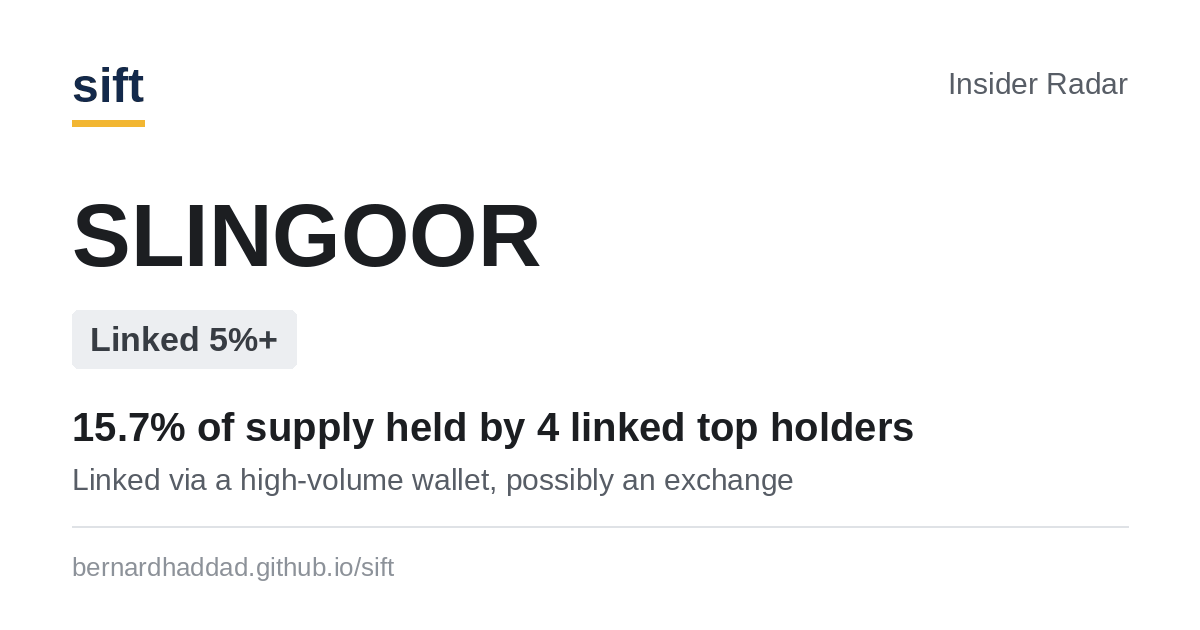 sift
Insider Radar
SLINGOOR
Linked 5%+
15.7% of supply held by 4 linked top holders
Linked via a high-volume wallet, possibly an exchange
bernardhaddad.github.io/sift